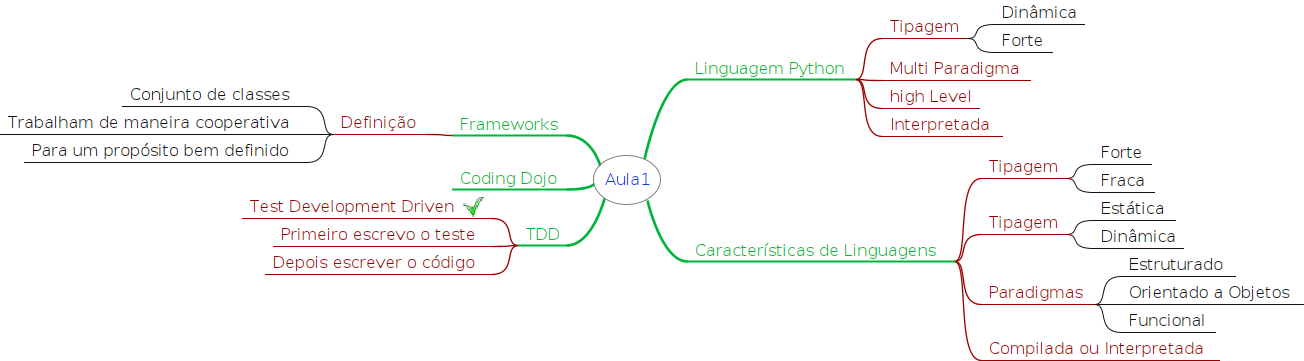 Aula1
Linguagem Python
Tipagem
Dinâmica
Forte
Multi Paradigma
high Level
Interpretada
Características de Linguagens
Tipagem
Forte
Fraca
Tipagem
Estática
Dinâmica
Paradigmas
Estruturado
Orientado a Objetos
Funcional
Compilada ou Interpretada
Frameworks
Definição
Conjunto de classes
Trabalham de maneira cooperativa
Para um propósito bem definido
Coding Dojo
TDD
Test Development Driven
Primeiro escrevo o teste
Depois escrever o código